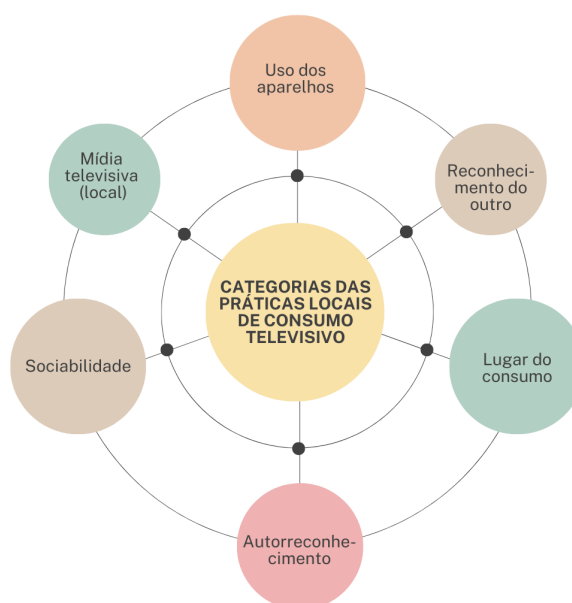 Uso dos
aparelhos
Mídia
televisiva
(local)
Reconheci-
mento do
outro
CATEGORIAS DAS
PRÁTICAS LOCAIS
DE CONSUMO
TELEVISIVO
Sociabilidade
Lugar do
consumo
Autorreconhe-
cimento